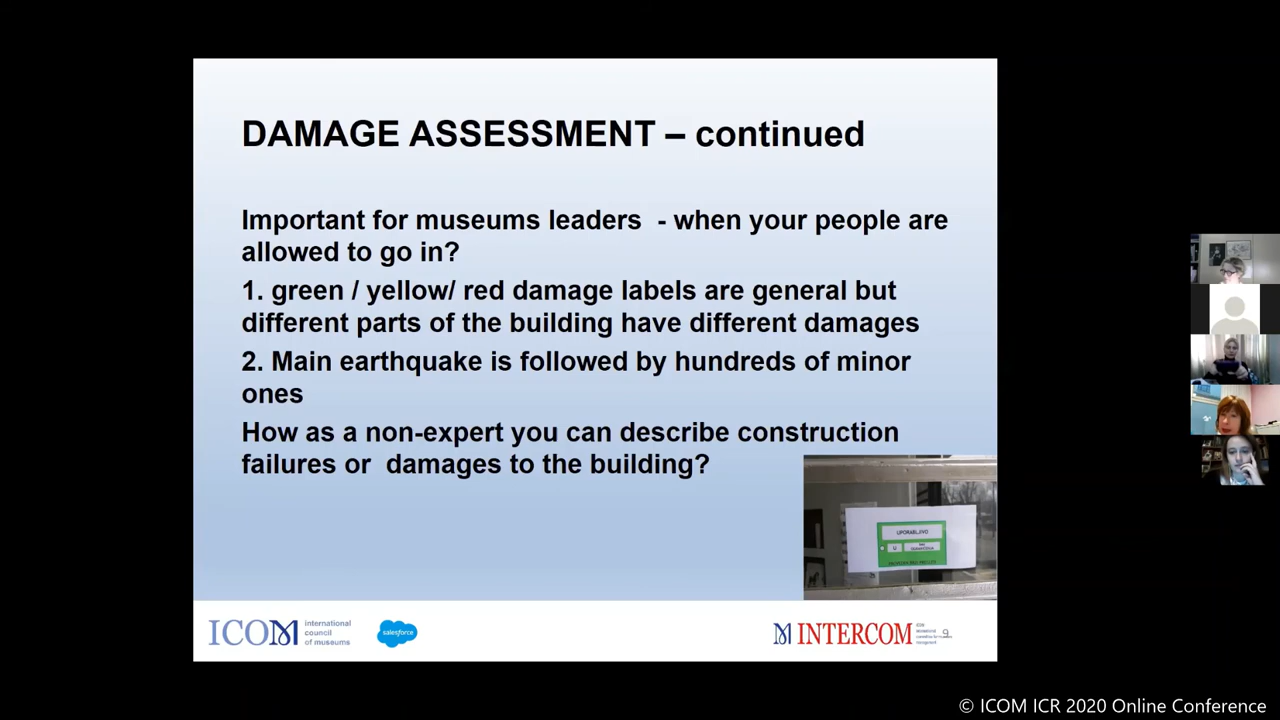 DAMAGE ASSESSMENT – continued
Important for museums leaders  - when your people are
allowed to go in?
1. green / yellow/ red damage labels are general but
different parts of the building have different damages
2. Main earthquake is followed by hundreds of minor
ones
How as a non-expert you can describe construction
failures or  damages to the building?
UPORABLJIVO
ICOM
international
council
of museums
salesforce
INTERCOM
9
© ICOM ICR 2020 Online Conference